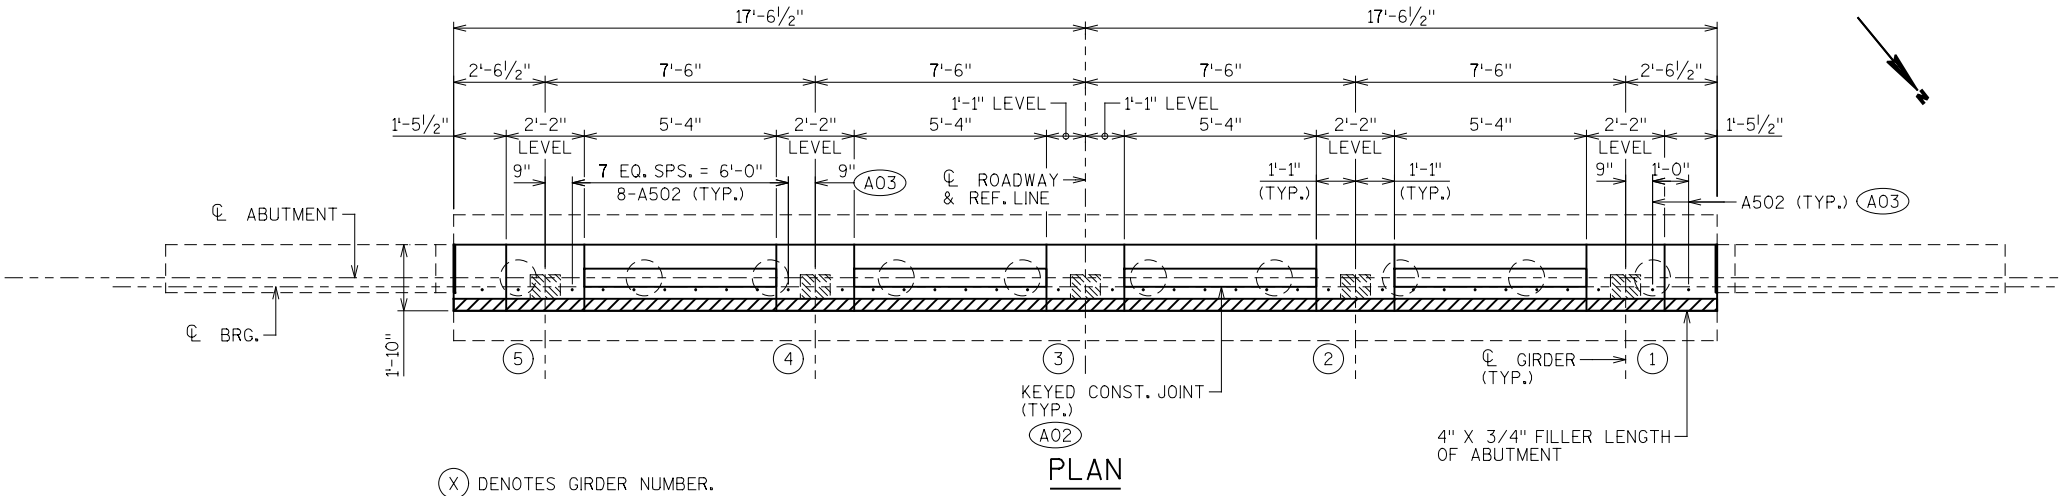 17'-6½" 17'-6½"
2'-6½" 7'-6" 7'-6" 7'-6" 7'-6" 2'-6½"
1'-1" LEVEL 1'-1" LEVEL
1'-5½" 2'-2" 5'-4" 2'-2" 5'-4" 5'-4" 2'-2" 5'-4" 2'-2" 1'-5½"
LEVEL LEVEL LEVEL LEVEL
9" 7 EQ. SPS. = 6'-0" 9" 1'-1" 1'-1" 9" 1'-0"
8-A502 (TYP.) A03 ℄ ROADWAY (TYP.) (TYP.)
& REF. LINE
A502 (TYP.) A03
℄ ABUTMENT
N
℄ BRG.
1'-10"
5 4 3 2 1
℄ GIRDER
(TYP.)
KEYED CONST. JOINT
(TYP.)
A02
4" X 3/4" FILLER LENGTH
OF ABUTMENT
PLAN
X DENOTES GIRDER NUMBER.